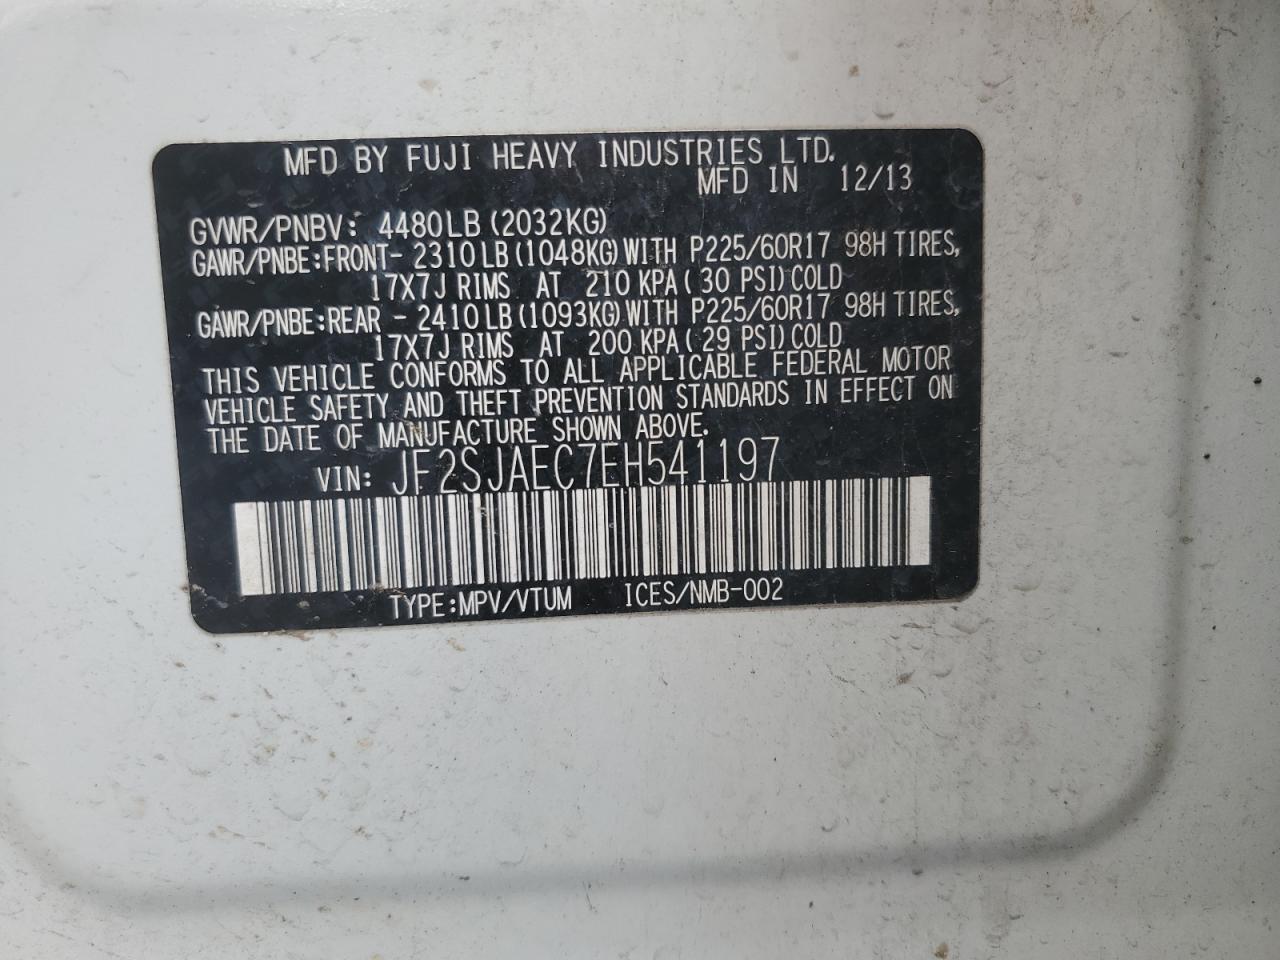 MFD BY FUJI HEAVY INDUSTRIES LTD.
MFD IN 12/13
GVWR/PNBV: 4480LB (2032KG)
GAWR/PNBE:FRONT- 2310LB(1048KG)WITH P225/60R17 98H TIRES,
17X7J RIMS AT 210 KPA( 30 PSI)COLD
GAWR/PNBE:REAR - 2410LB(1093KG)WITH P225/60R17 98H TIRES,
17X7J RIMS AT 200 KPA( 29 PSI)COLD
THIS VEHICLE CONFORMS TO ALL APPLICABLE FEDERAL MOTOR
VEHICLE SAFETY AND THEFT PREVENTION STANDARDS IN EFFECT ON
THE DATE OF MANUFACTURE SHOWN ABOVE.
VIN: JF2SJAEC7EH541197
TYPE:MPV/VTUM ICES/NMB-002